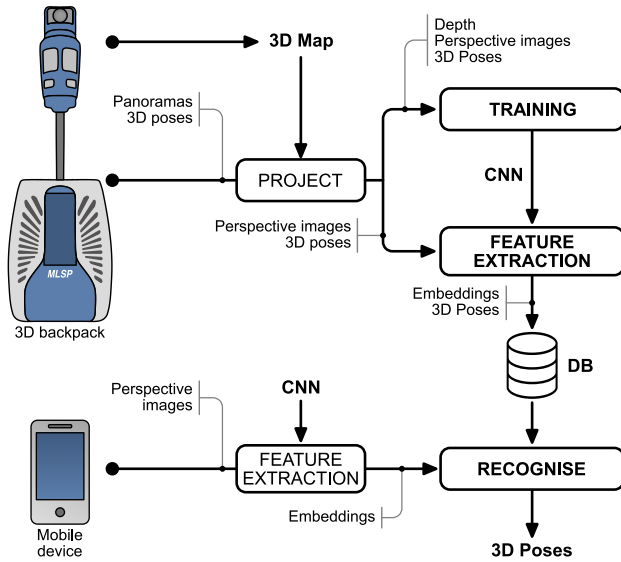 3D Map
Depth
Perspective images
3D Poses
Panoramas
3D poses
TRAINING
PROJECT
CNN
Perspective images
3D poses
FEATURE
EXTRACTION
MLSP
3D backpack
Embeddings
3D Poses
DB
Perspective
images
CNN
FEATURE
EXTRACTION
RECOGNISE
Embeddings
Mobile
device
3D Poses